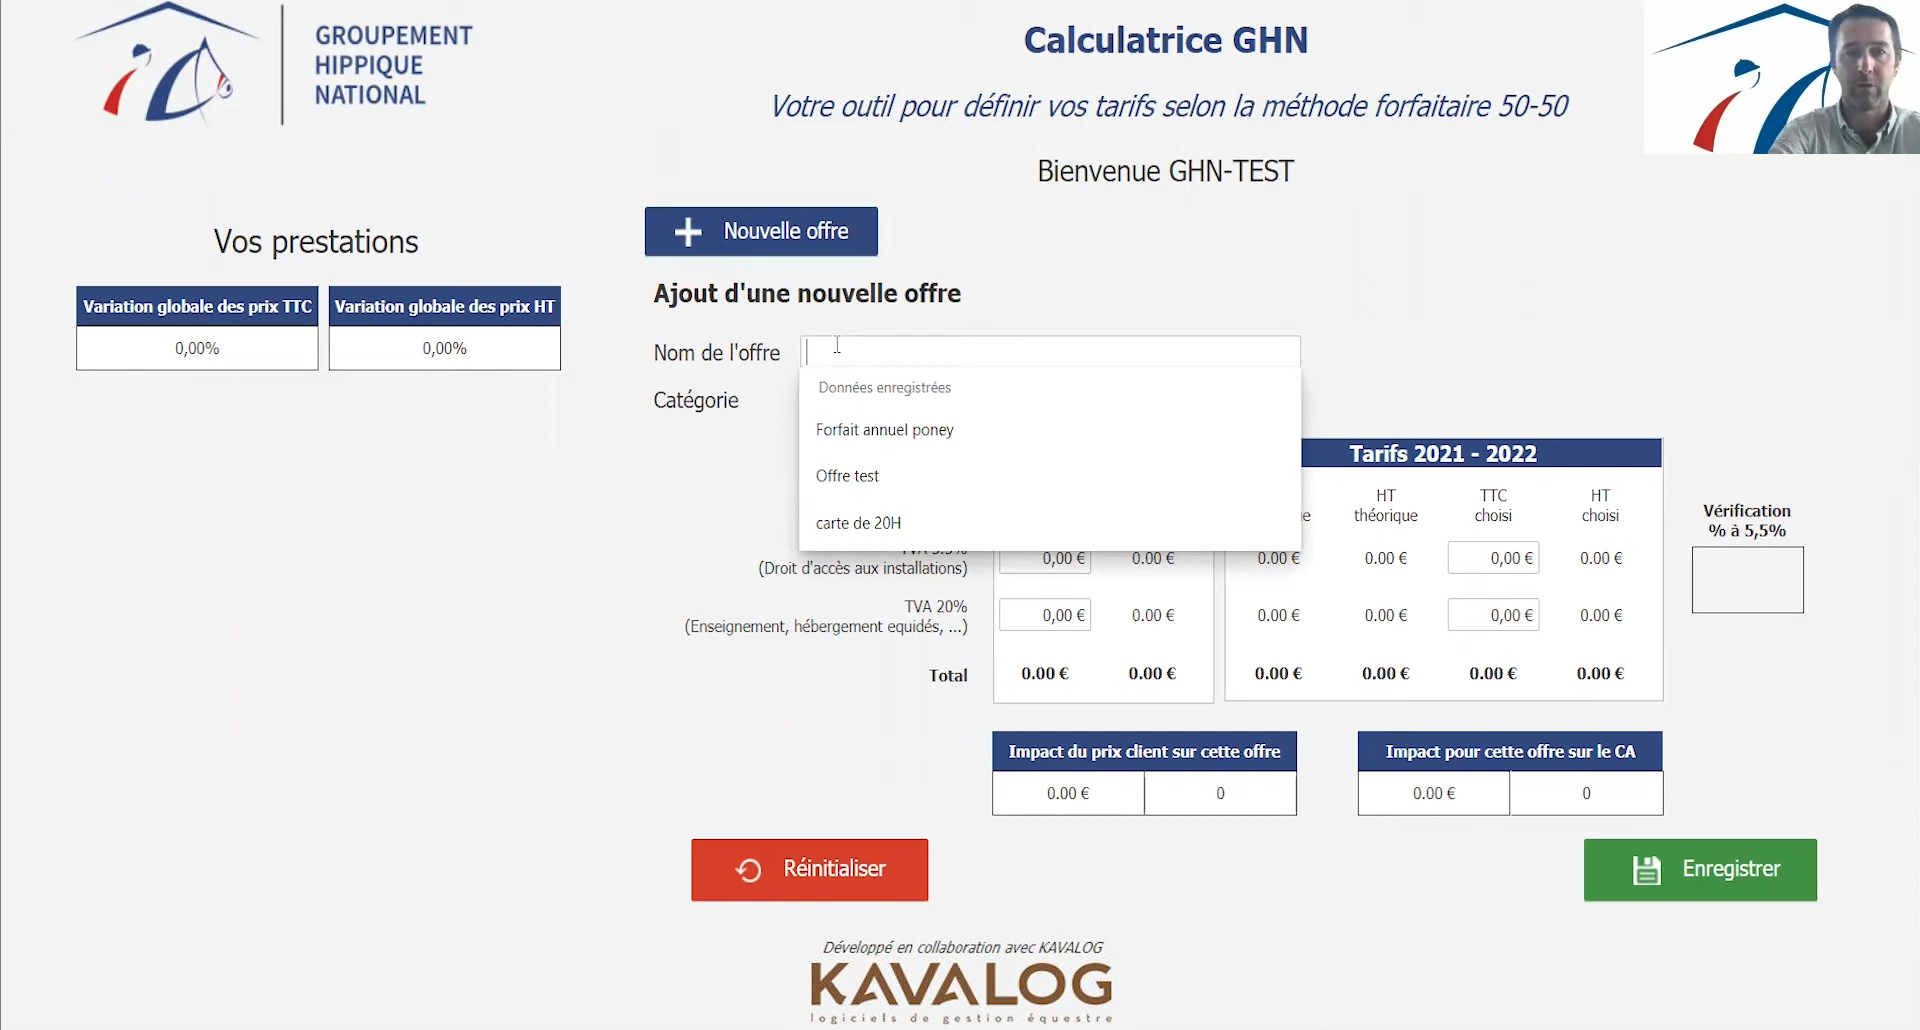 GROUPEMENT
HIPPIQUE
NATIONAL
Calculatrice GHN
Votre outil pour définir vos tarifs selon la méthode forfaitaire 50-50
Bienvenue GHN-TEST
Vos prestations
Variation globale des prix TTC
Variation globale des prix HT
0,00%
0,00%
Nouvelle offre
Ajout d'une nouvelle offre
Nom de l'offre
Catégorie
Données enregistrées
Forfait annuel poney
Offre test
carte de 20H
Tarifs 2021 - 2022
HT
théorique
TTC
choisi
HT
choisi
Vérification
% à 5,5%
TVA 5.5%
(Droit d'accès aux installations)
0,00 €
0.00 €
0.00 €
0.00 €
0,00 €
0.00 €
TVA 20%
(Enseignement, hébergement equidés, ...)
0,00 €
0.00 €
0.00 €
0.00 €
0,00 €
0.00 €
Total
0.00 €
0.00 €
0.00 €
0.00 €
0.00 €
0.00 €
Impact du prix client sur cette offre
0.00 €
0
Impact pour cette offre sur le CA
0.00 €
0
Réinitialiser
Enregistrer
Développé en collaboration avec KAVALOG
KAVALOG
logiciels de gestion équestre